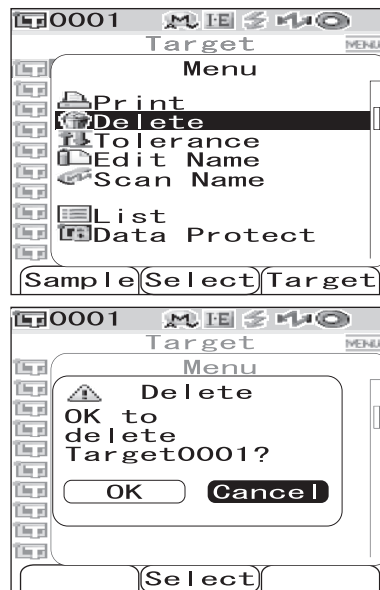 0001 M I·E
Target MENU
Menu
Print
Delete
Tolerance
Edit Name
Scan Name
List
Data Protect
Sample Select Target
0001 M I·E
Target MENU
Menu
Delete
OK to
delete
Target0001?
OK Cancel
Select